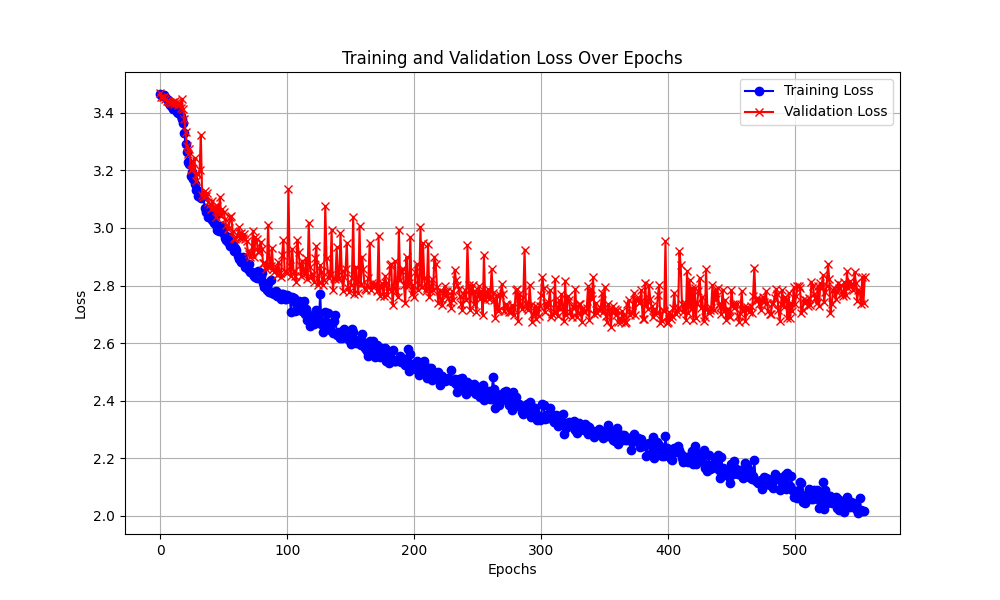 Training and Validation Loss Over Epochs
Training Loss
Validation Loss
3.4
3.2
3.0
2.8
2.6
2.4
2.2
2.0
Loss
0 100 200 300 400 500
Epochs